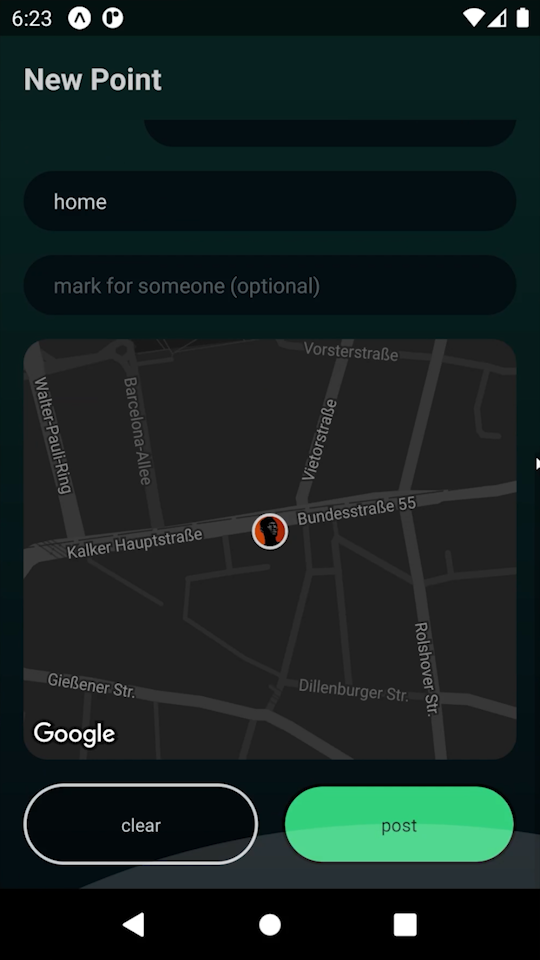 6:23
New Point
home
mark for someone (optional)
Vorsterstraße
Walter-Pauli-Ring
Barcelona-Allee
Vietorstraße
Bundesstraße 55
Kalker Hauptstraße
Rolshover Str.
Gießener Str.
Dillenburger Str.
Google
clear
post